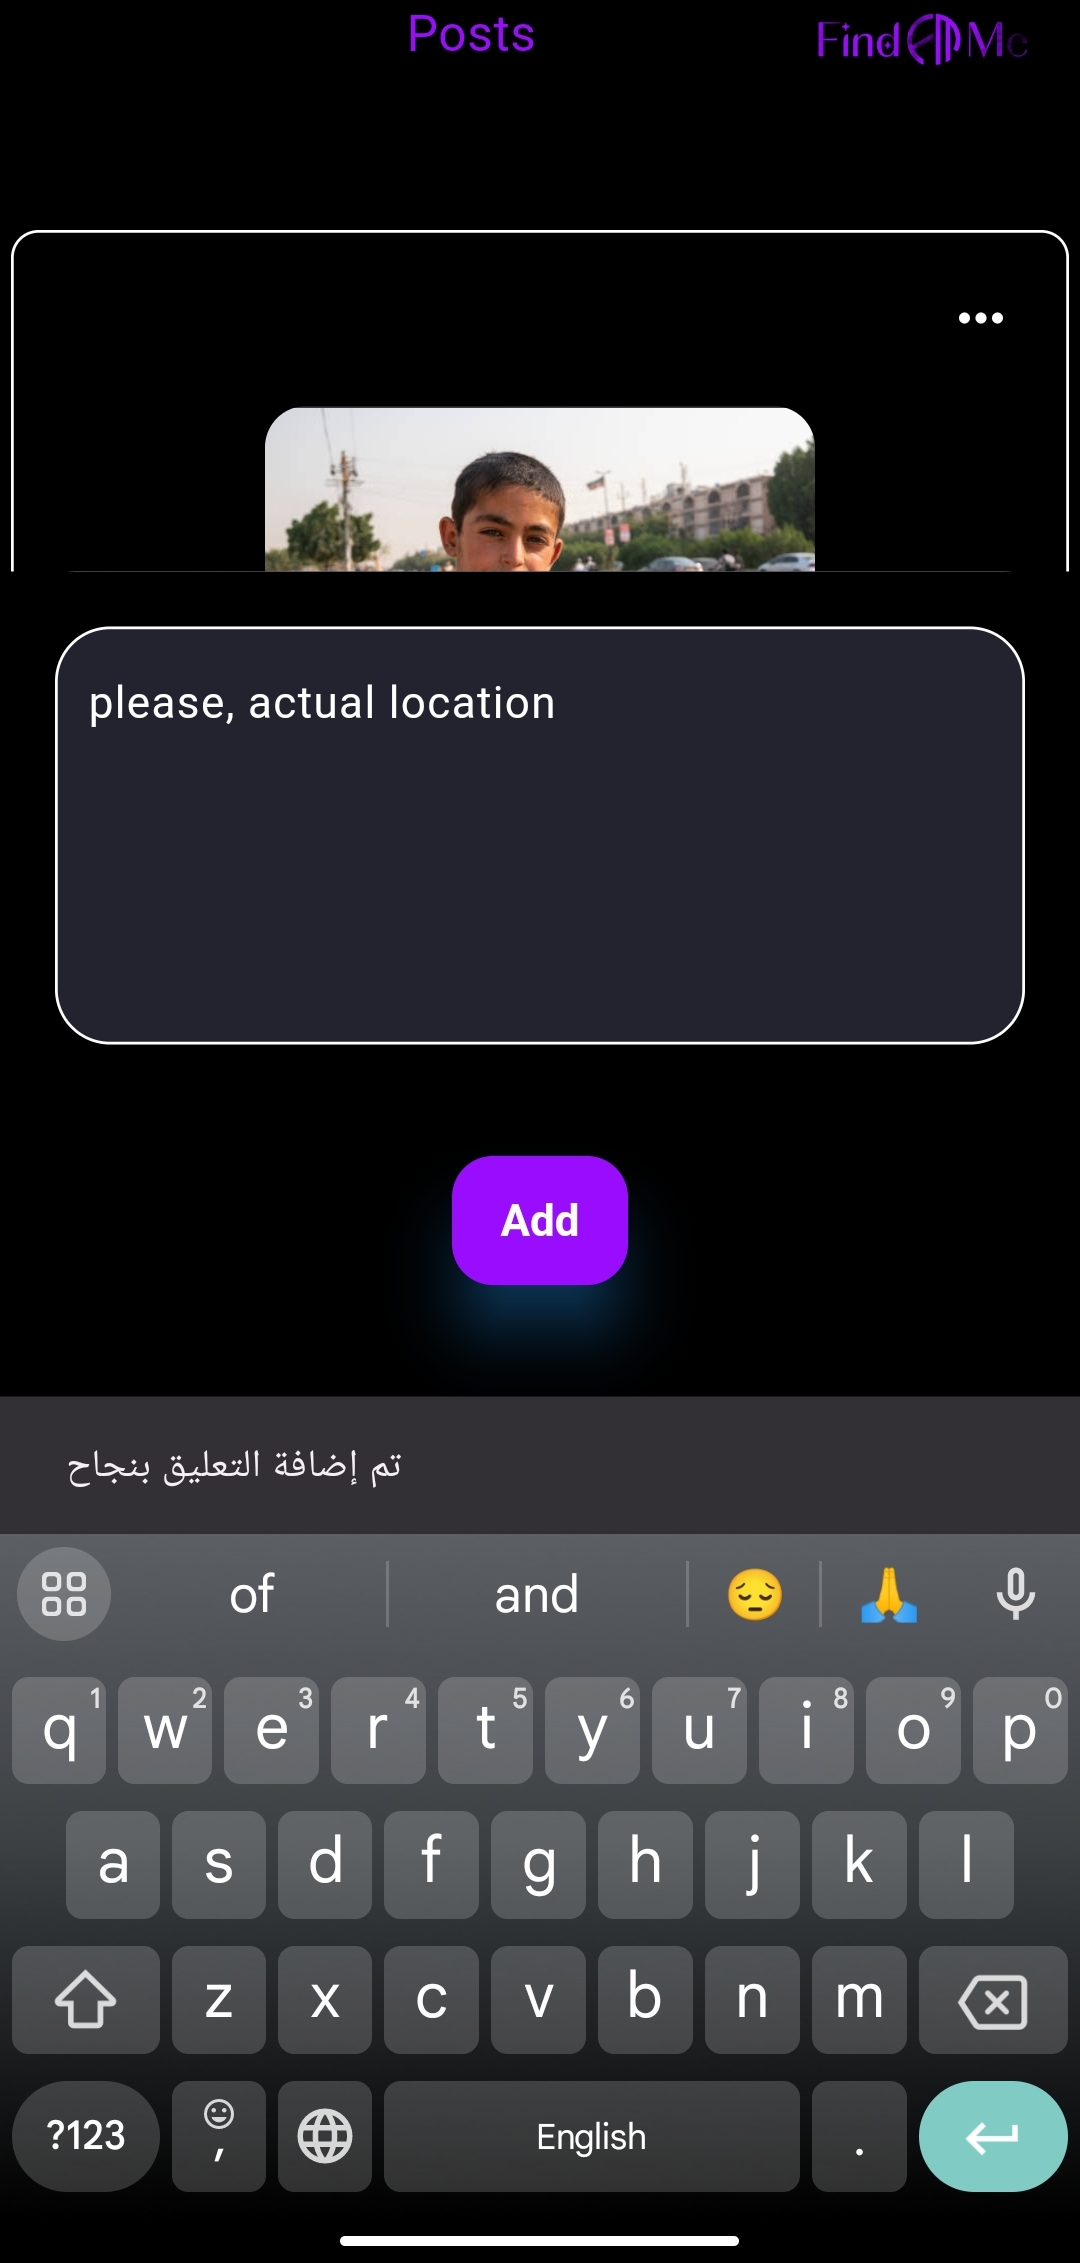 Posts
Find Me
please, actual location
Add
تم إضافة التعليق بنجاح
of and
q 1 w 2 e 3 r 4 t 5 y 6 u 7 i 8 o 9 p 0
a s d f g h j k l
z x c v b n m
?123 , English .